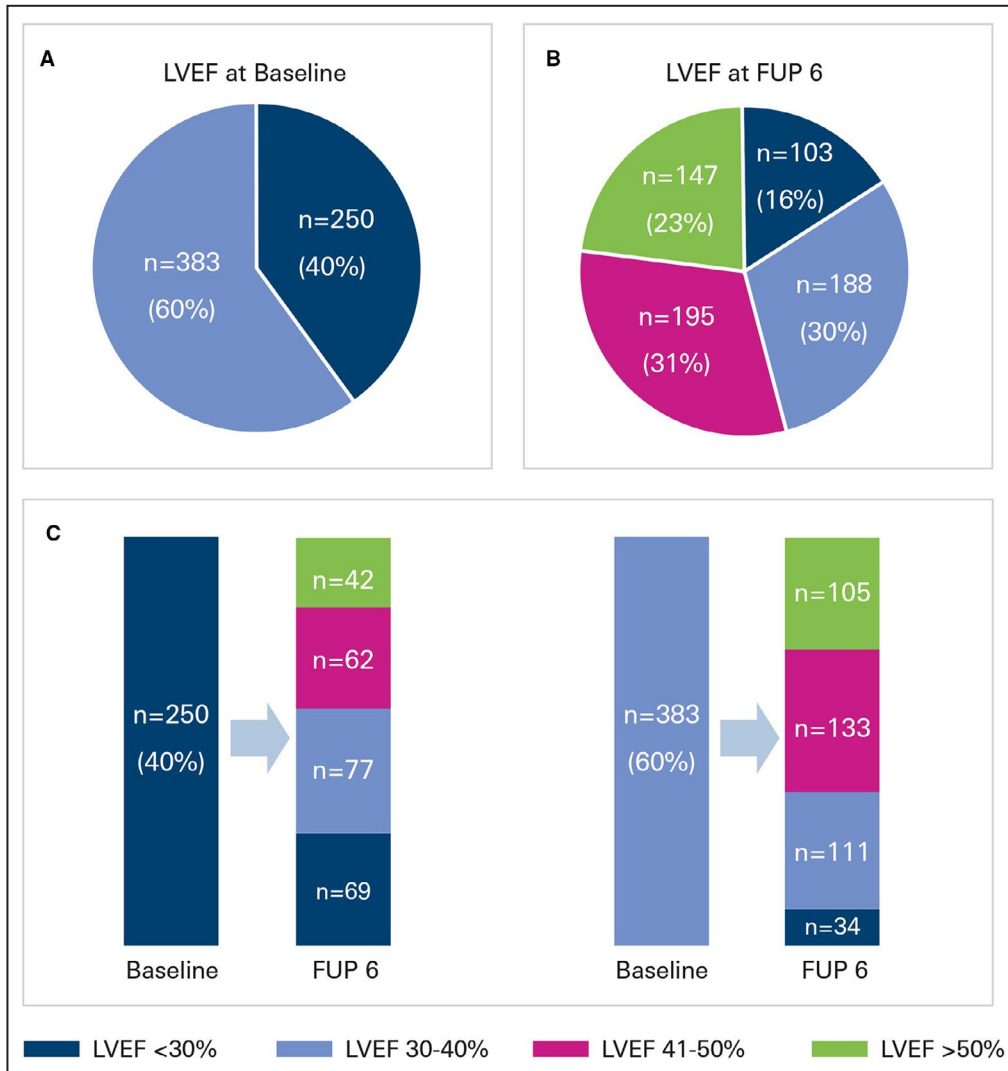 A
LVEF at Baseline
n=250
(40%)
n=383
(60%)
B
LVEF at FUP 6
n=103
(16%)
n=147
(23%)
n=188
(30%)
n=195
(31%)
C
n=250
(40%)
Baseline
n=42
n=62
n=77
n=69
FUP 6
n=383
(60%)
Baseline
n=105
n=133
n=111
n=34
FUP 6
LVEF <30%
LVEF 30-40%
LVEF 41-50%
LVEF >50%